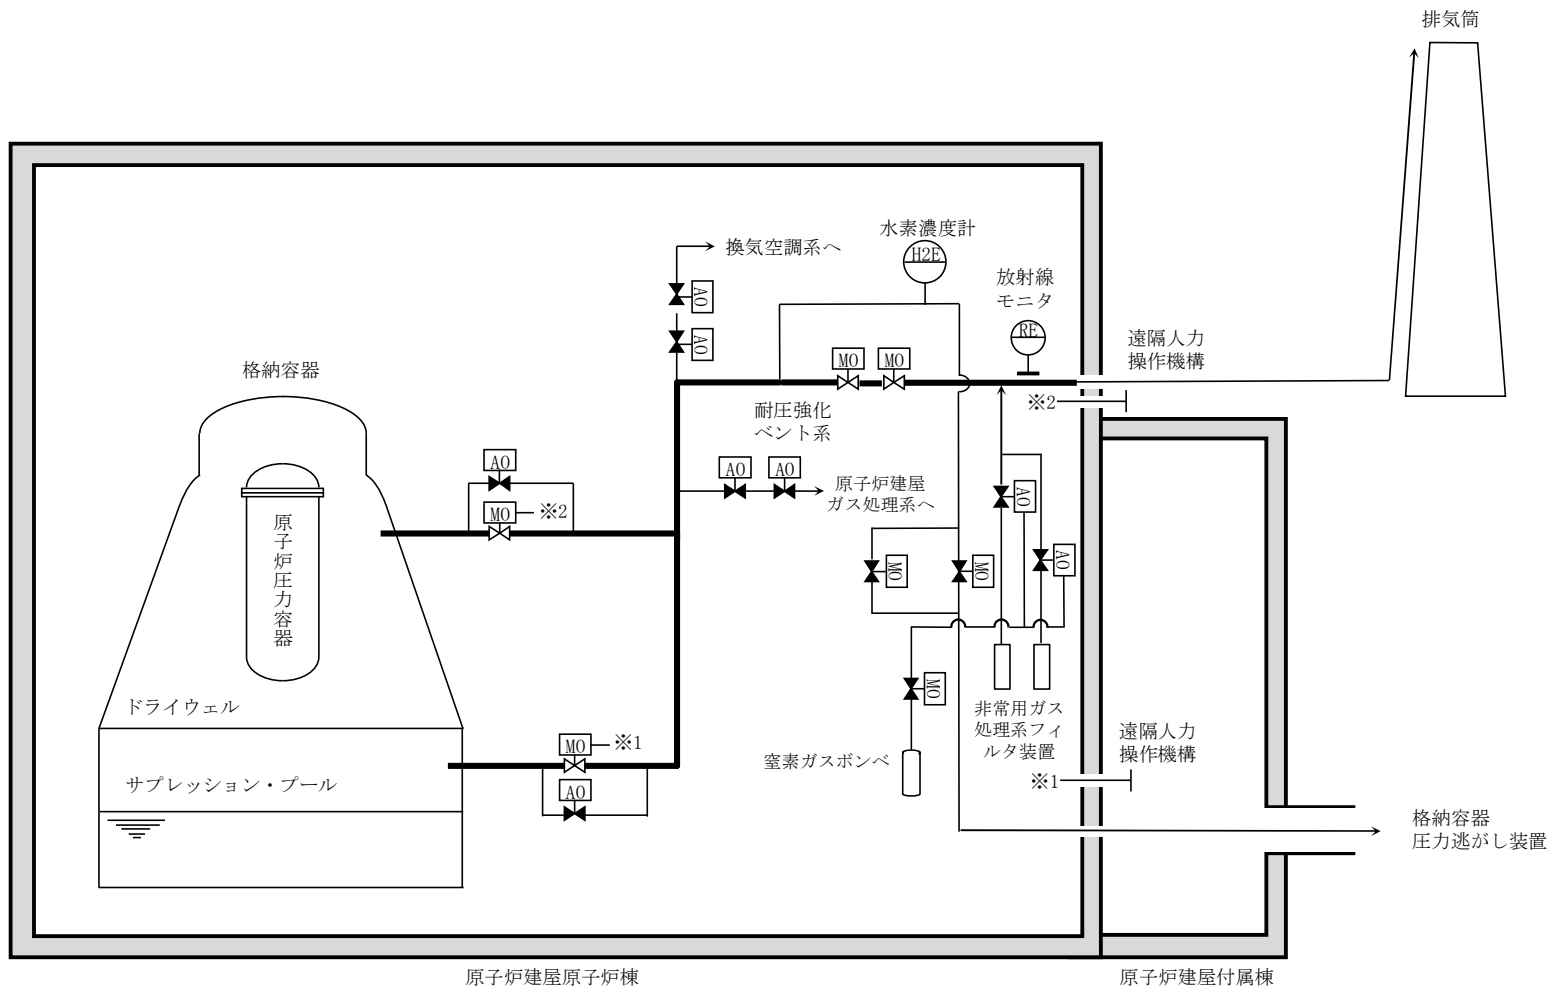 排気筒
換気空調系へ
AO
AO
水素濃度計
H2E
放射線
モニタ
RE
遠隔人力
操作機構
※2
MO
MO
耐圧強化
ベント系
格納容器
AO
MO
※2
AO
AO
原子炉建屋
ガス処理系へ
原子炉圧力容器
AO
AO
MO
MO
MO
ドライウェル
サプレッション・プール
MO
※1
AO
窒素ガスボンベ
非常用ガス
処理系フィ
ルタ装置
遠隔人力
操作機構
※1
格納容器
圧力逃がし装置
原子炉建屋原子炉棟
原子炉建屋付属棟